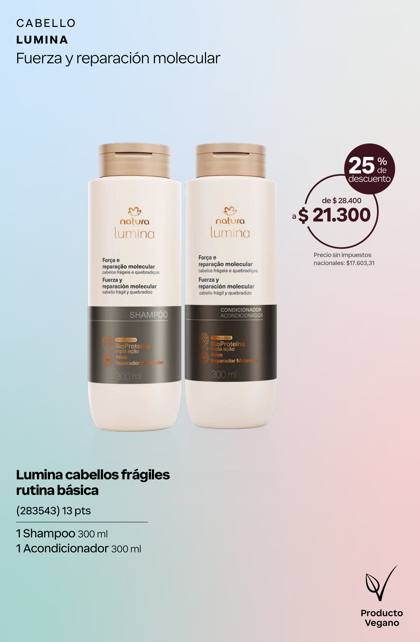 CABELLO
LUMINA
Fuerza y reparación molecular
25%
de
descuento
de $ 28.400
a $ 21.300
Precio sin impuestos
nacionales: $17.603,31
natura
lumina
Força e
reparação molecular
cabelos frágeis e quebradiços
Fuerza y
reparación molecular
cabello frágil y quebradizo
SHAMPOO
BioProteína
300 ml
natura
lumina
Força e
reparação molecular
cabelos frágeis e quebradiços
Fuerza y
reparación molecular
cabello frágil y quebradizo
CONDICIONADOR
ACONDICIONADOR
BioProteína
300 ml
Lumina cabellos frágiles
rutina básica
(283543) 13 pts
1 Shampoo 300 ml
1 Acondicionador 300 ml
Producto
Vegano